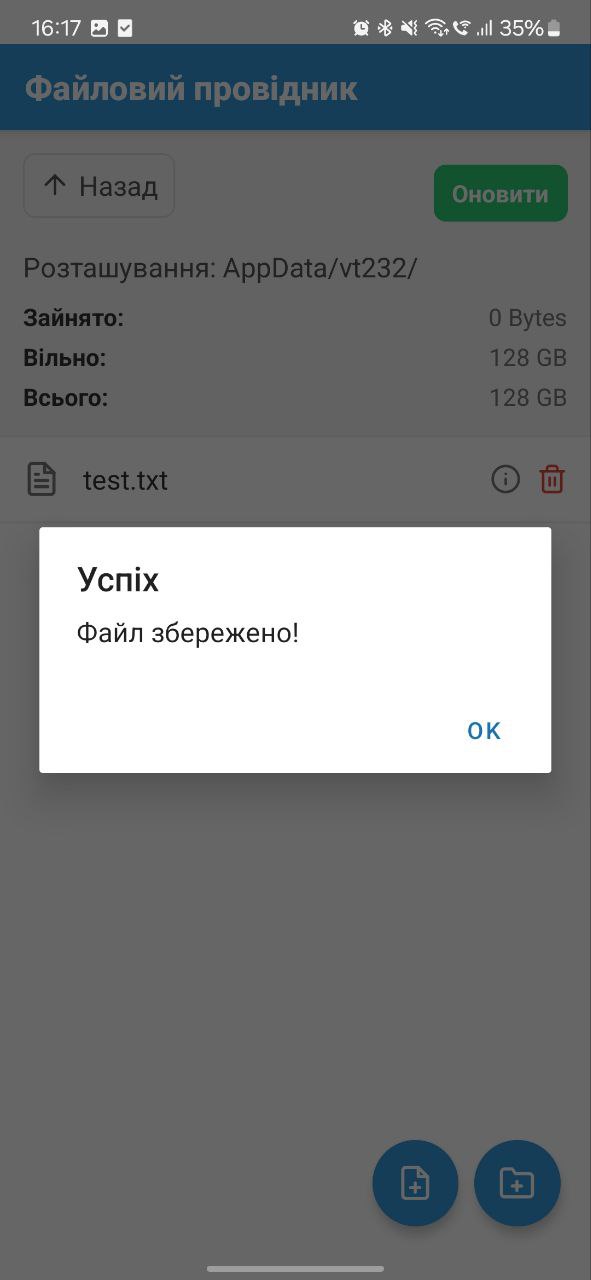 16:17 35%
Файловий провідник
Назад
Оновити
Розташування: AppData/vt232/
Зайнято: 0 Bytes
Вільно: 128 GB
Всього: 128 GB
test.txt
Успіх
Файл збережено!
OK